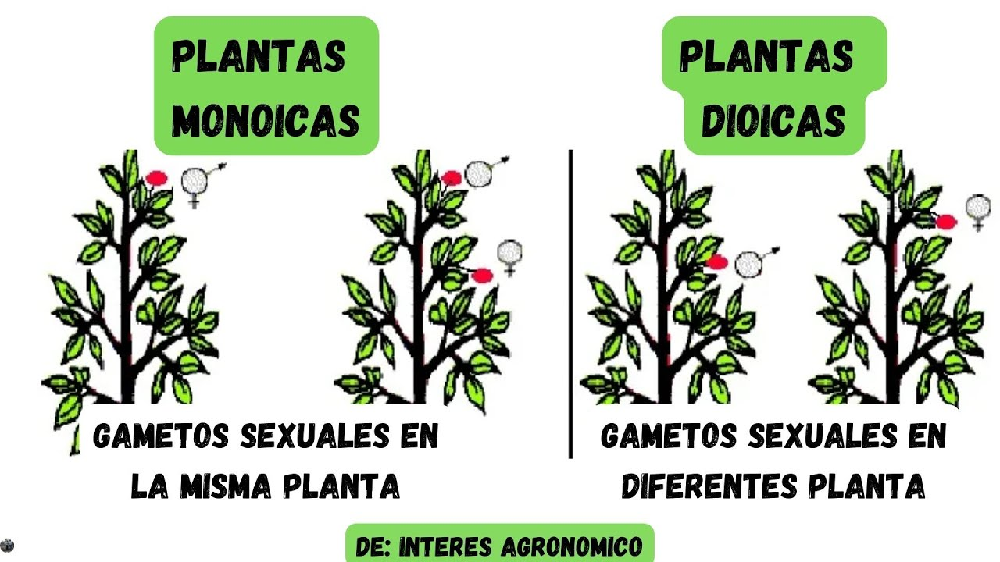 PLANTAS
MONOICAS
PLANTAS
DIOICAS
GAMETOS SEXUALES EN
LA MISMA PLANTA
GAMETOS SEXUALES EN
DIFERENTES PLANTA
DE: INTERES AGRONOMICO